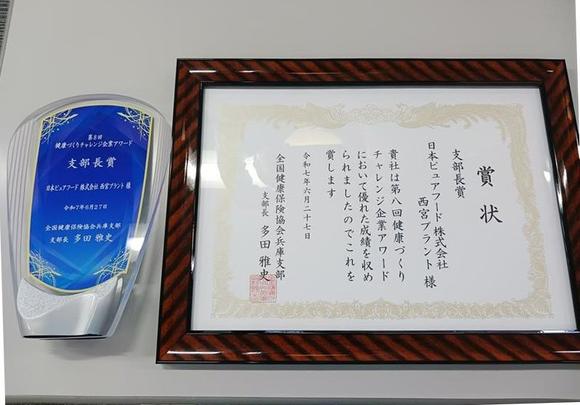 第8回
健康づくりチャレンジ企業アワード
支部長賞
日本ピュアフード 株式会社 西宮プラント 様
令和7年6月27日
全国健康保険協会兵庫支部
支部長 多田 雅史
賞状
支部長賞
日本ピュアフード 株式会社
西宮プラント 様
貴社は第八回健康づくり
チャレンジ企業アワード
において優れた成績を収め
られましたのでこれを
賞します
令和七年六月二十七日
全国健康保険協会兵庫支部
支部長 多田 雅史